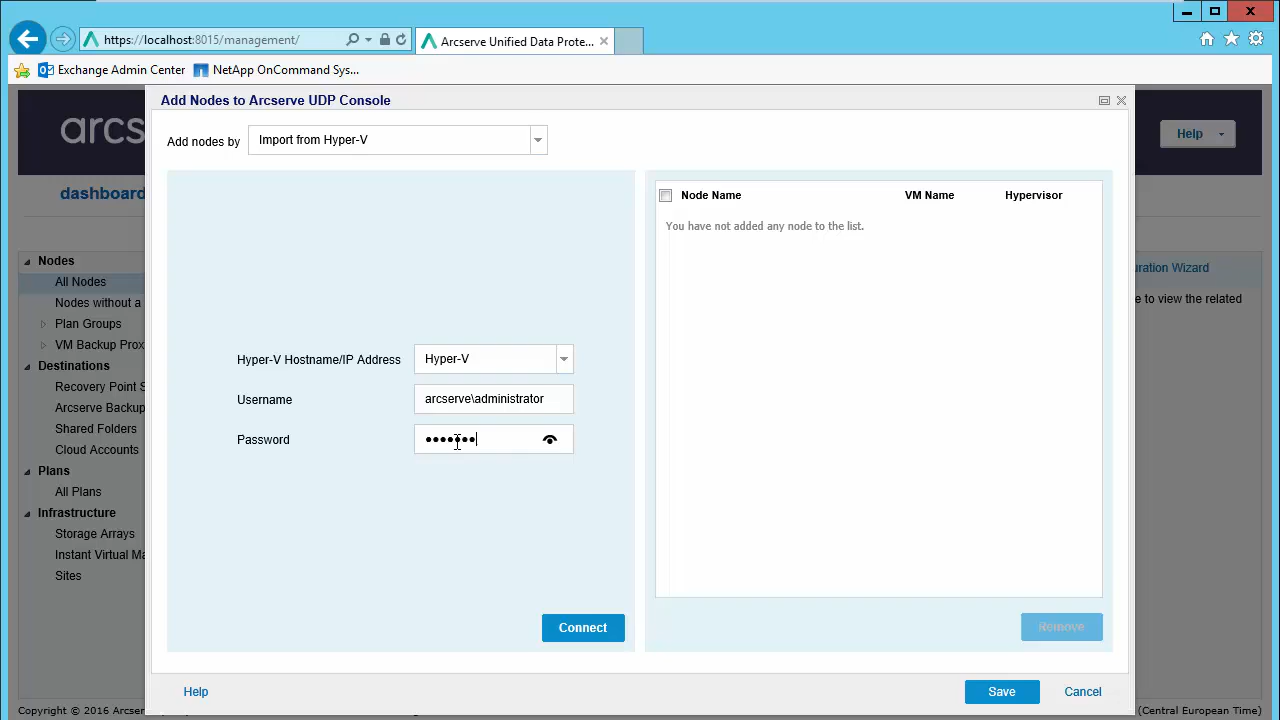 https://localhost:8015/management/
Arcserve Unified Data Prote...
Exchange Admin Center
NetApp OnCommand Sys...
Add Nodes to Arcserve UDP Console
arcs
Help
Add nodes by
Import from Hyper-V
dashboard
Node Name
VM Name
Hypervisor
You have not added any node to the list.
Nodes
All Nodes
Nodes without a
Plan Groups
VM Backup Prox
Destinations
Recovery Point S
Arcserve Backup
Shared Folders
Cloud Accounts
Plans
All Plans
Infrastructure
Storage Arrays
Instant Virtual Ma
Sites
uration Wizard
e to view the related
Hyper-V Hostname/IP Address
Hyper-V
Username
arcserve\administrator
Password
•••••••
Connect
Remove
Help
Save
Cancel
Copyright © 2016 Arcser
(Central European Time)